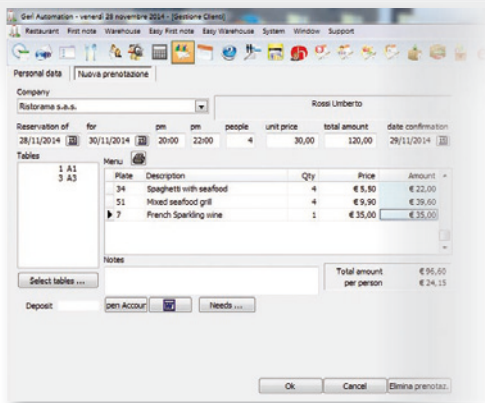 Geri Automation - venerdì 28 novembre 2014 - [Gestione Clienti]
Restaurant First note Warehouse Easy First note Easy Warehouse System Window Support
Personal data Nuova prenotazione
Company
Ristorama s.a.s. Rossi Umberto
Reservation of for pm pm people unit price total amount date confirmation
28/11/2014 30/11/2014 20:00 22:00 4 30,00 120,00 29/11/2014
Tables Menu
1 A1
3 A3
Plate Description Qty Price Amount
34 Spaghetti with seafood 4 € 5,50 € 22,00
51 Mixed seafood grill 4 € 9,90 € 39,60
7 French Sparkling wine 1 € 35,00 € 35,00
Notes
Select tables ... Total amount € 96,60
per person € 24,15
Deposit pen Accour Needs ...
Ok Cancel Elimina prenotaz.